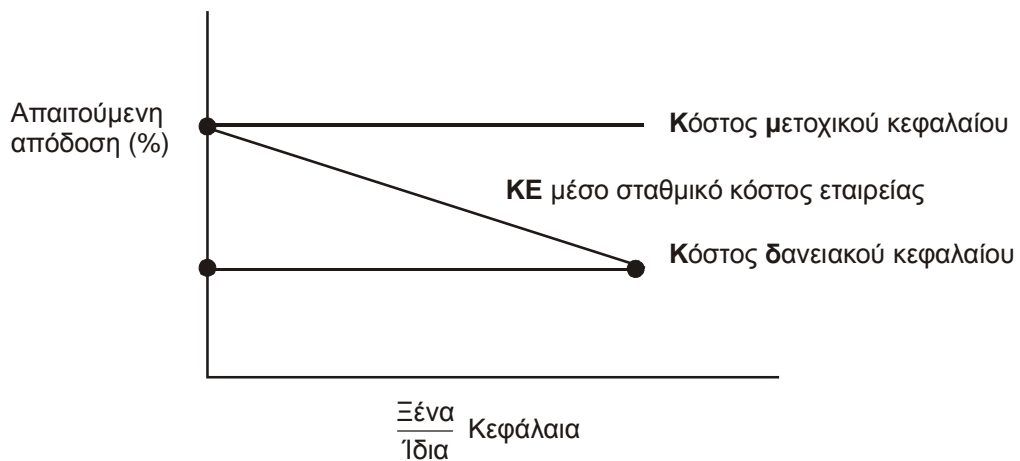 Απαιτούμενη
απόδοση (%)
Κόστος μετοχικού κεφαλαίου
ΚΕ μέσο σταθμικό κόστος εταιρείας
Κόστος δανειακού κεφαλαίου
Ξένα
Ίδια
Κεφάλαια